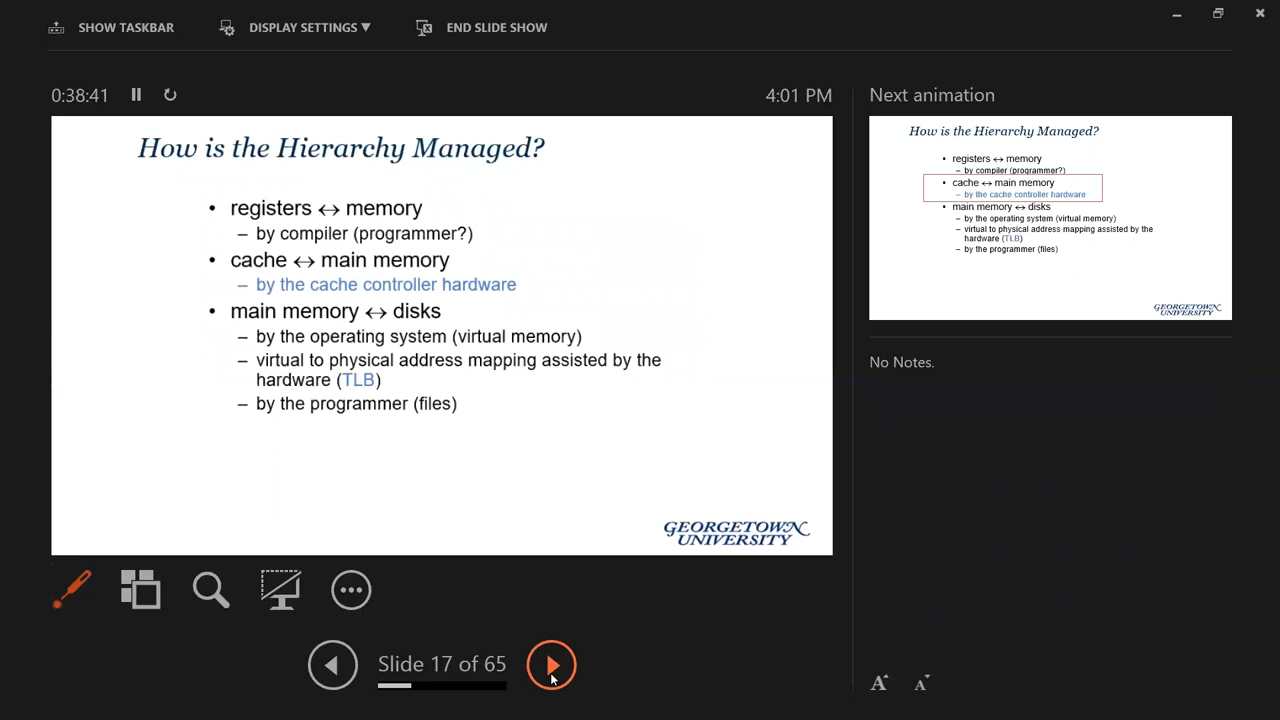 SHOW TASKBAR
DISPLAY SETTINGS ▼
END SLIDE SHOW
0:38:41
4:01 PM
How is the Hierarchy Managed?
• registers ↔ memory
– by compiler (programmer?)
• cache ↔ main memory
– by the cache controller hardware
• main memory ↔ disks
– by the operating system (virtual memory)
– virtual to physical address mapping assisted by the
hardware (TLB)
– by the programmer (files)
GEORGETOWN
UNIVERSITY
Slide 17 of 65
Next animation
How is the Hierarchy Managed?
• registers ↔ memory
– by compiler (programmer?)
• cache ↔ main memory
– by the cache controller hardware
• main memory ↔ disks
– by the operating system (virtual memory)
– virtual to physical address mapping assisted by the
hardware (TLB)
– by the programmer (files)
GEORGETOWN
UNIVERSITY
No Notes.
A A